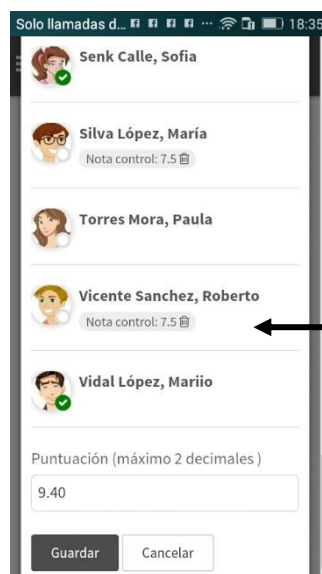 Solo llamadas d... ... 18:35
Senk Calle, Sofia
Silva López, María
Nota control: 7.5
Torres Mora, Paula
Vicente Sanchez, Roberto
Nota control: 7.5
Vidal López, Mariio
Puntuación (máximo 2 decimales )
9.40
Guardar Cancelar